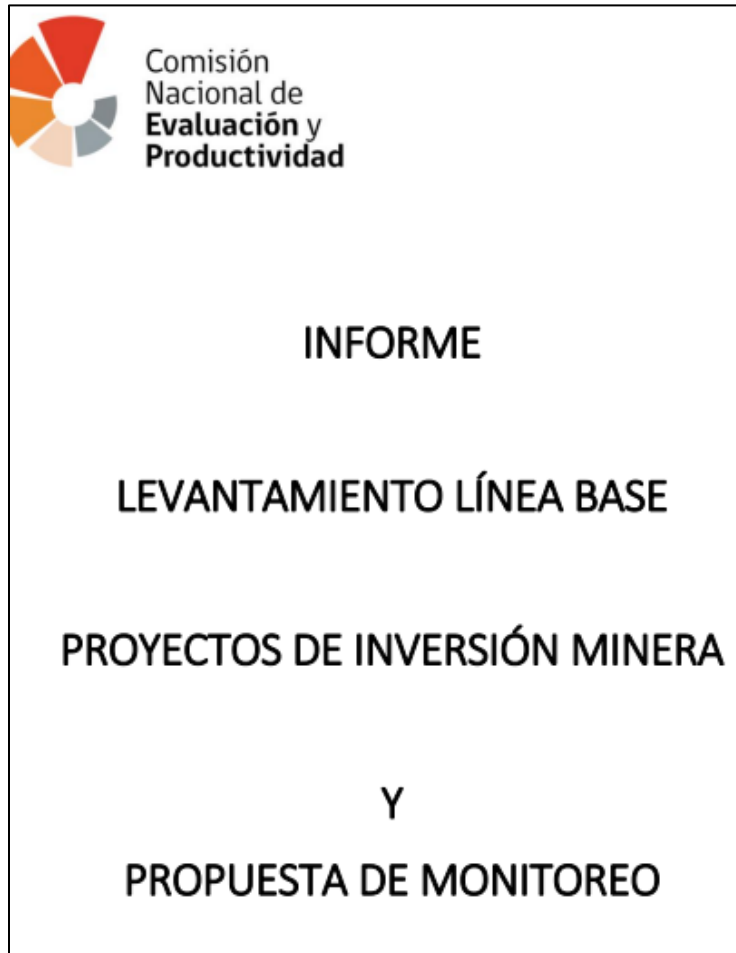 Comisión
Nacional de
Evaluación y
Productividad
INFORME
LEVANTAMIENTO LÍNEA BASE
PROYECTOS DE INVERSIÓN MINERA
Y
PROPUESTA DE MONITOREO